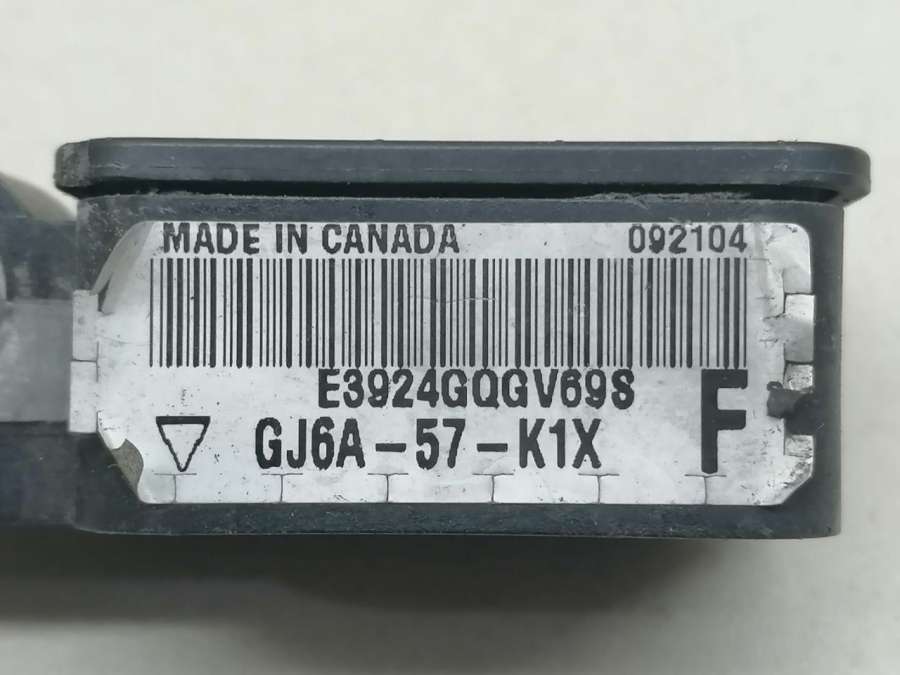 MADE IN CANADA 092104
E3924GQGV69S
GJ6A-57-K1X F